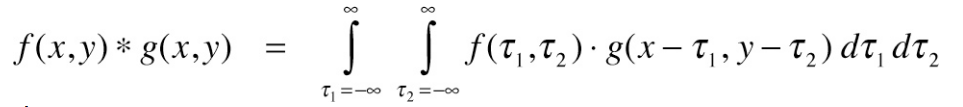 f(x,y) * g(x,y) = ∫_{τ₁=−∞}^{∞} ∫_{τ₂=−∞}^{∞} f(τ₁,τ₂) · g(x − τ₁, y − τ₂) dτ₁ dτ₂